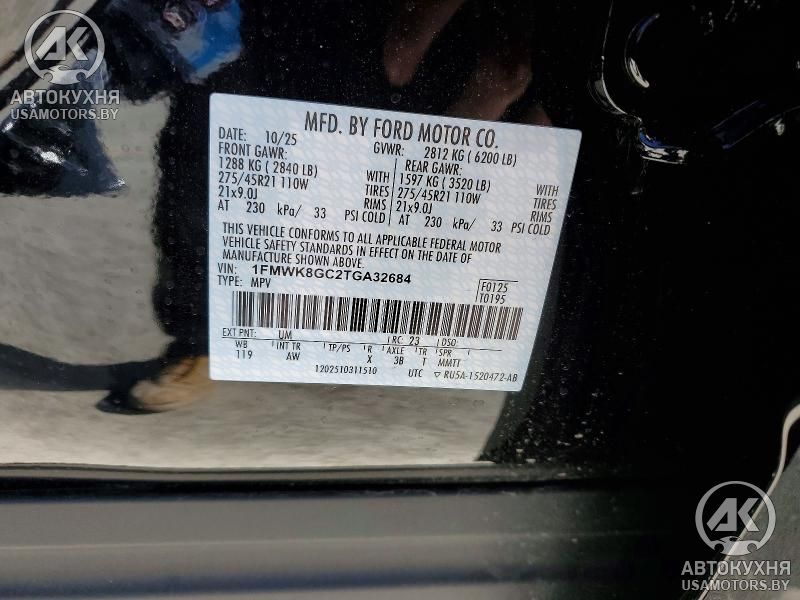 AK
АВТОКУХНЯ
USAMOTORS.BY
MFD. BY FORD MOTOR CO.
DATE: 10/25 GVWR: 2812 KG ( 6200 LB)
FRONT GAWR: REAR GAWR:
1288 KG ( 2840 LB) WITH 1597 KG ( 3520 LB) WITH
275/45R21 110W TIRES 275/45R21 110W TIRES
21x9.0J RIMS 21x9.0J RIMS
AT 230 kPa/ 33 PSI COLD AT 230 kPa/ 33 PSI COLD
THIS VEHICLE CONFORMS TO ALL APPLICABLE FEDERAL MOTOR
VEHICLE SAFETY STANDARDS IN EFFECT ON THE DATE OF
MANUFACTURE SHOWN ABOVE.
VIN: 1FMWK8GC2TGA32684 F0125
TYPE: MPV T0195
EXT PNT: UM RC: 23 DSO:
WB INT TR TP/PS R AXLE TR SPR
119 AW X 3B T MMTT
1202510311510 UTC ▽ RU5A-1520472-AB
AK
АВТОКУХНЯ
USAMOTORS.BY